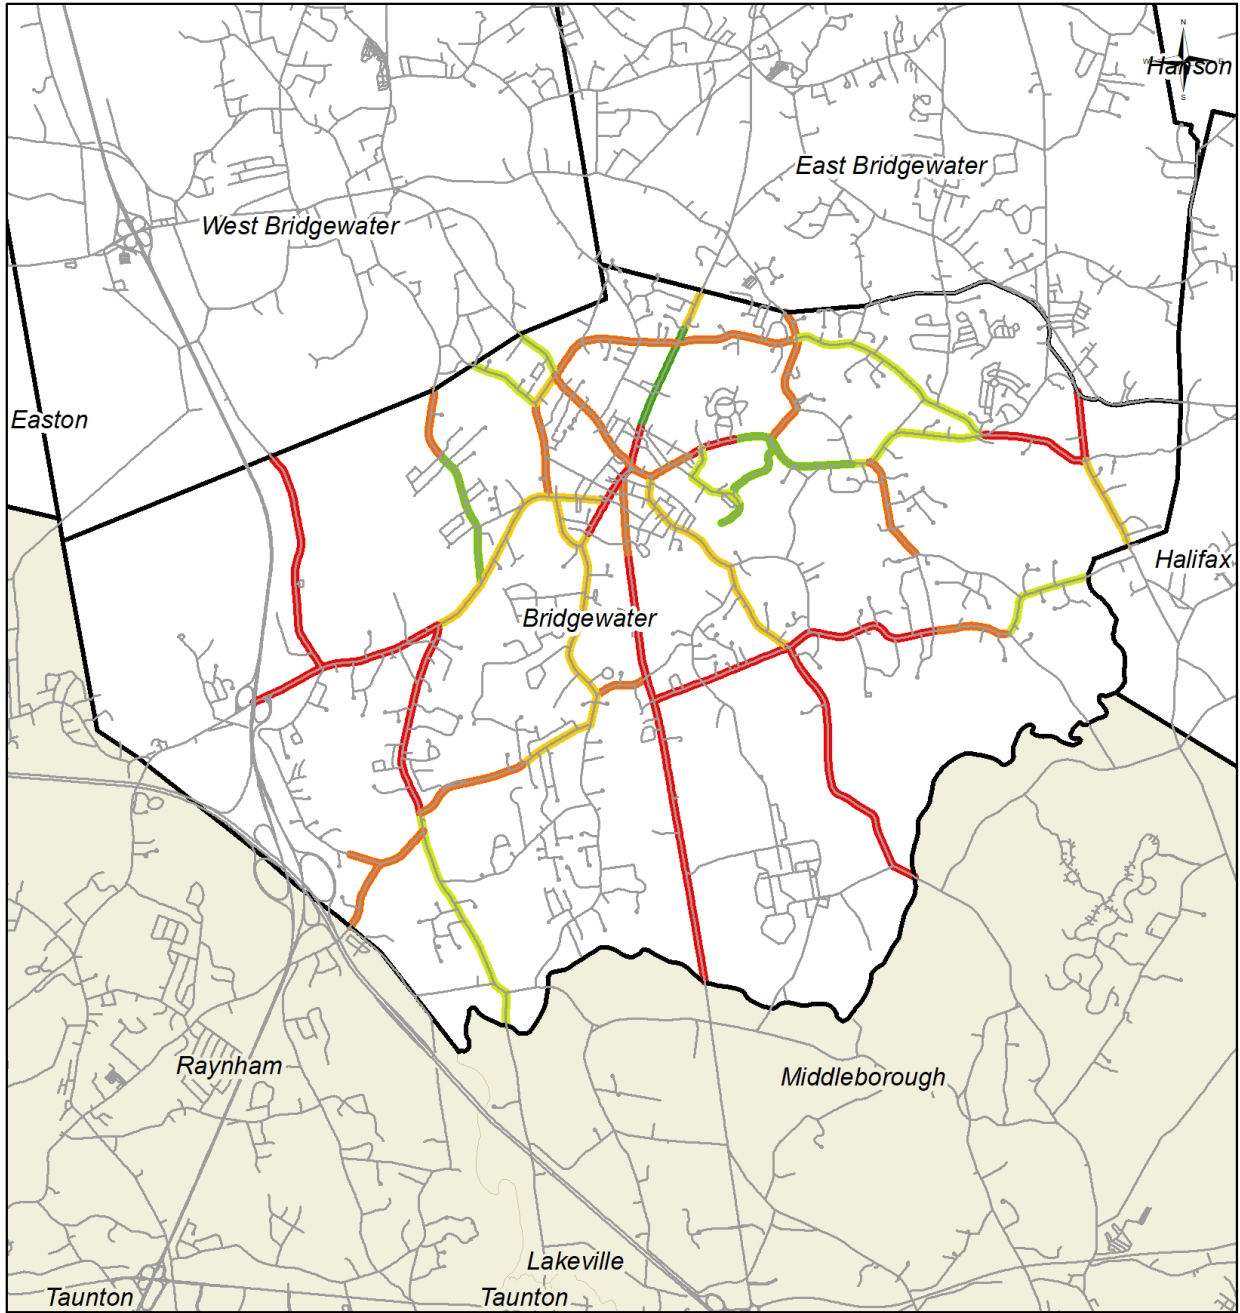 N
W
E
S
Hanson
East Bridgewater
West Bridgewater
Easton
Halifax
Bridgewater
Raynham
Middleborough
Lakeville
Taunton
Taunton